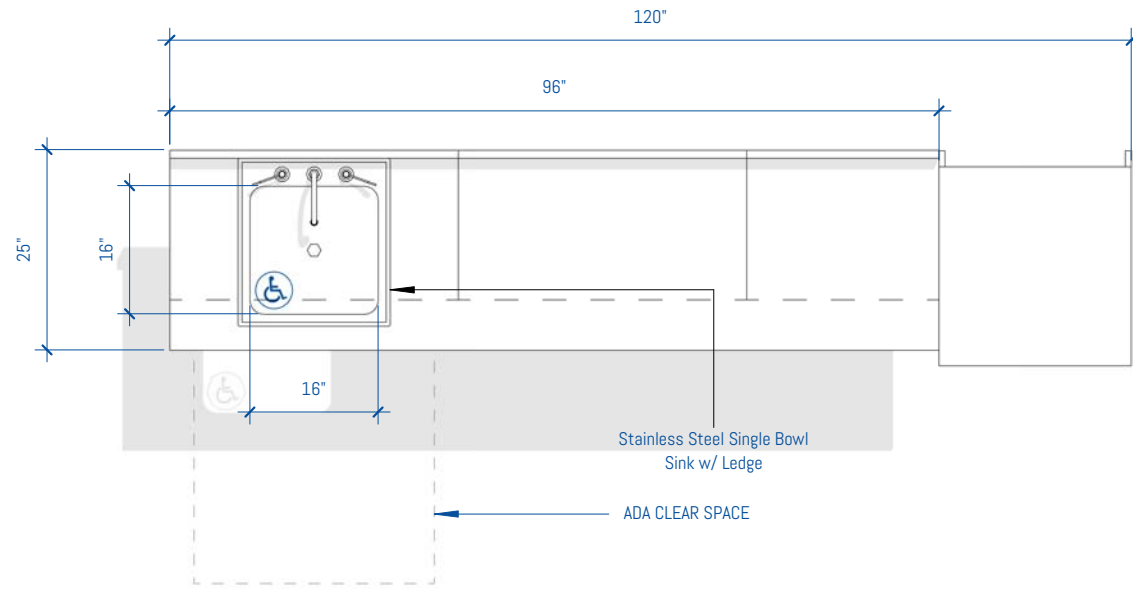 120"
96"
25"
16"
16"
Stainless Steel Single Bowl
Sink w/ Ledge
ADA CLEAR SPACE